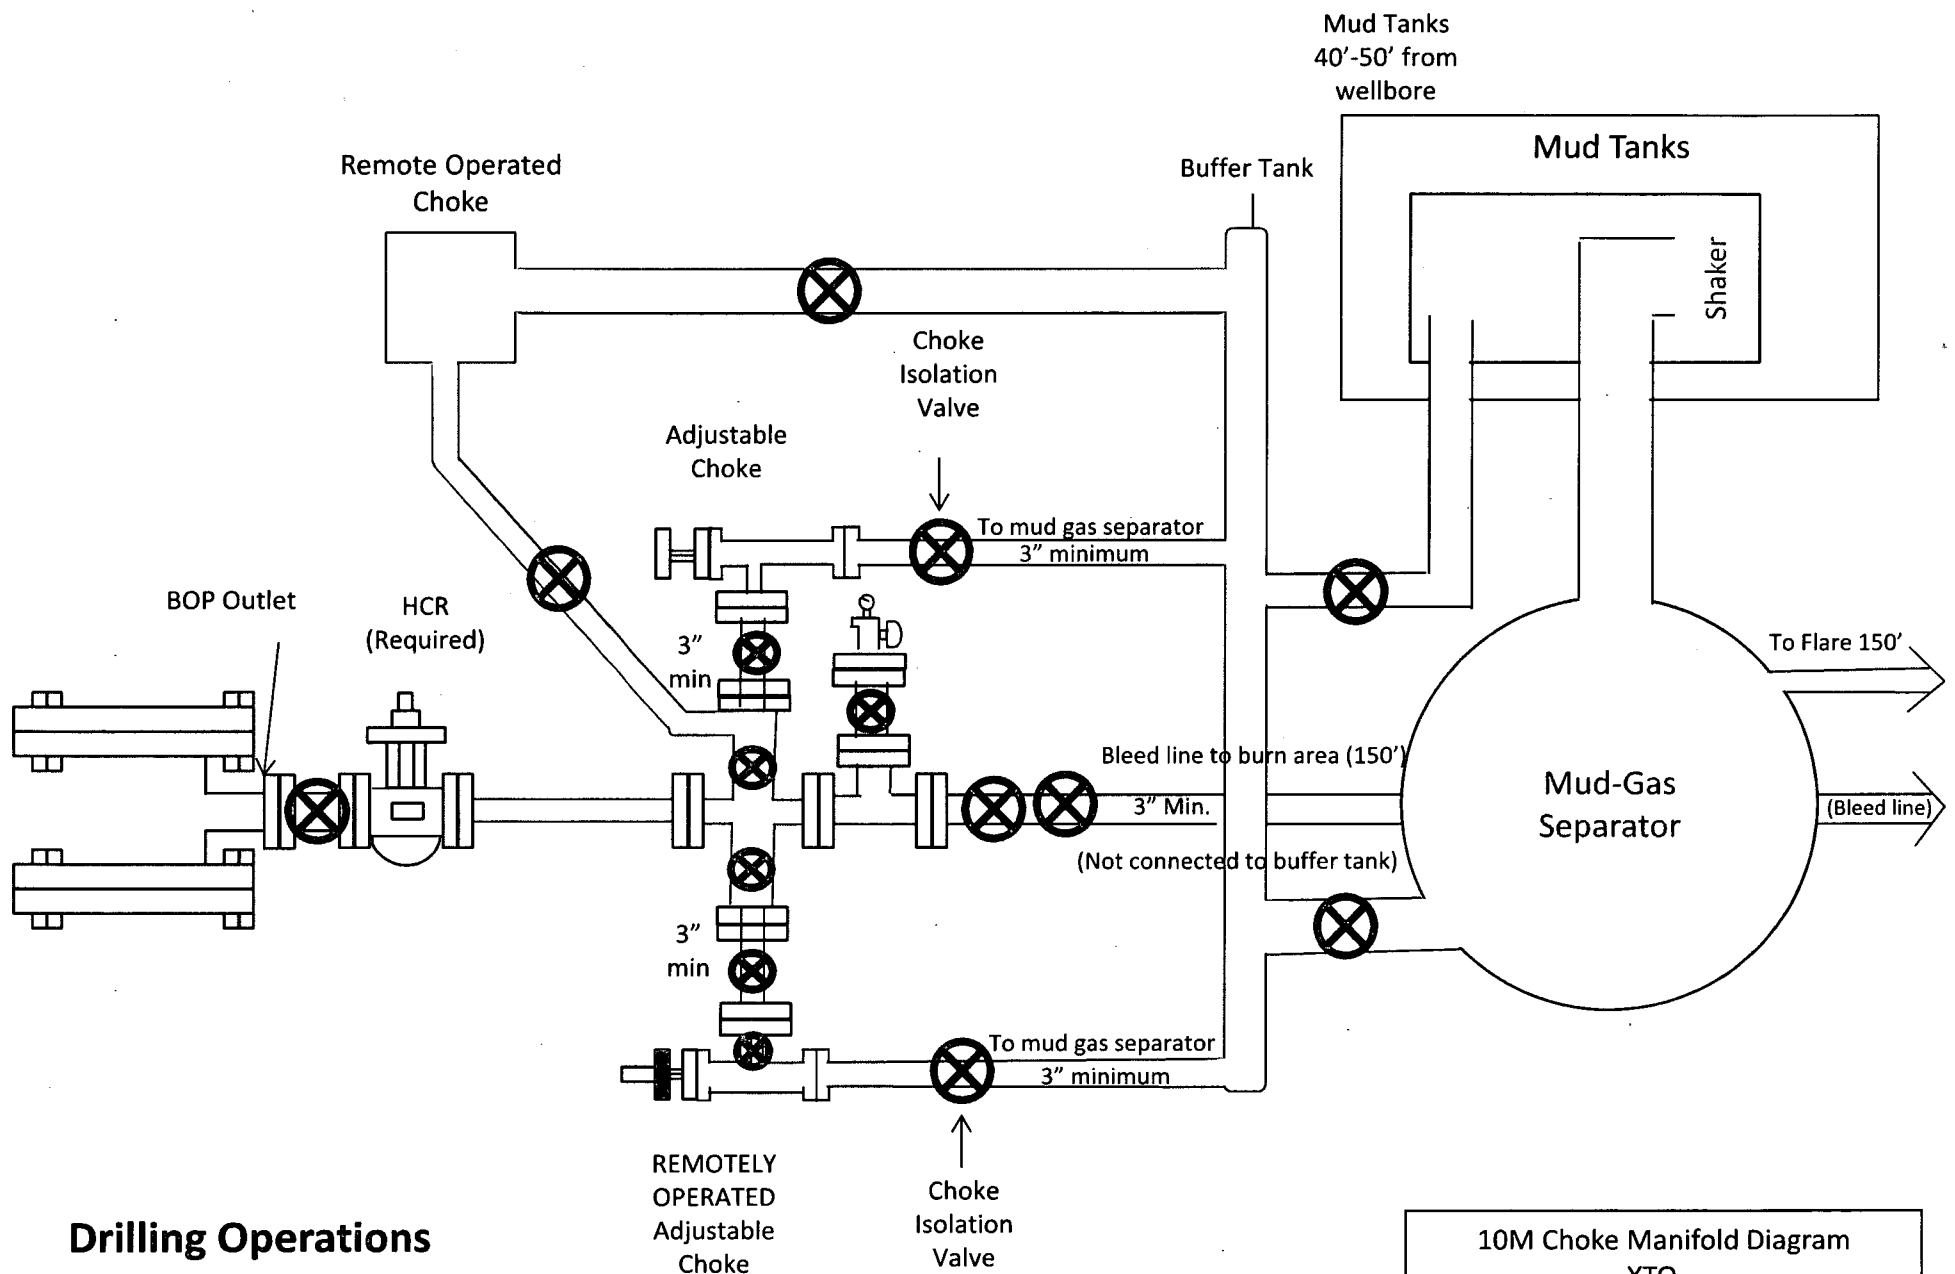 Mud Tanks
40’-50’ from
wellbore
Mud Tanks
Remote Operated
Choke
Buffer Tank
Shaker
Choke
Isolation
Valve
Adjustable
Choke
To mud gas separator
3” minimum
BOP Outlet
HCR
(Required)
3”
min
To Flare 150’
Bleed line to burn area (150’)
3” Min.
Mud-Gas
Separator
(Bleed line)
(Not connected to buffer tank)
3”
min
To mud gas separator
3” minimum
REMOTELY
OPERATED
Adjustable
Choke
Choke
Isolation
Valve
Drilling Operations
10M Choke Manifold Diagram
XTO